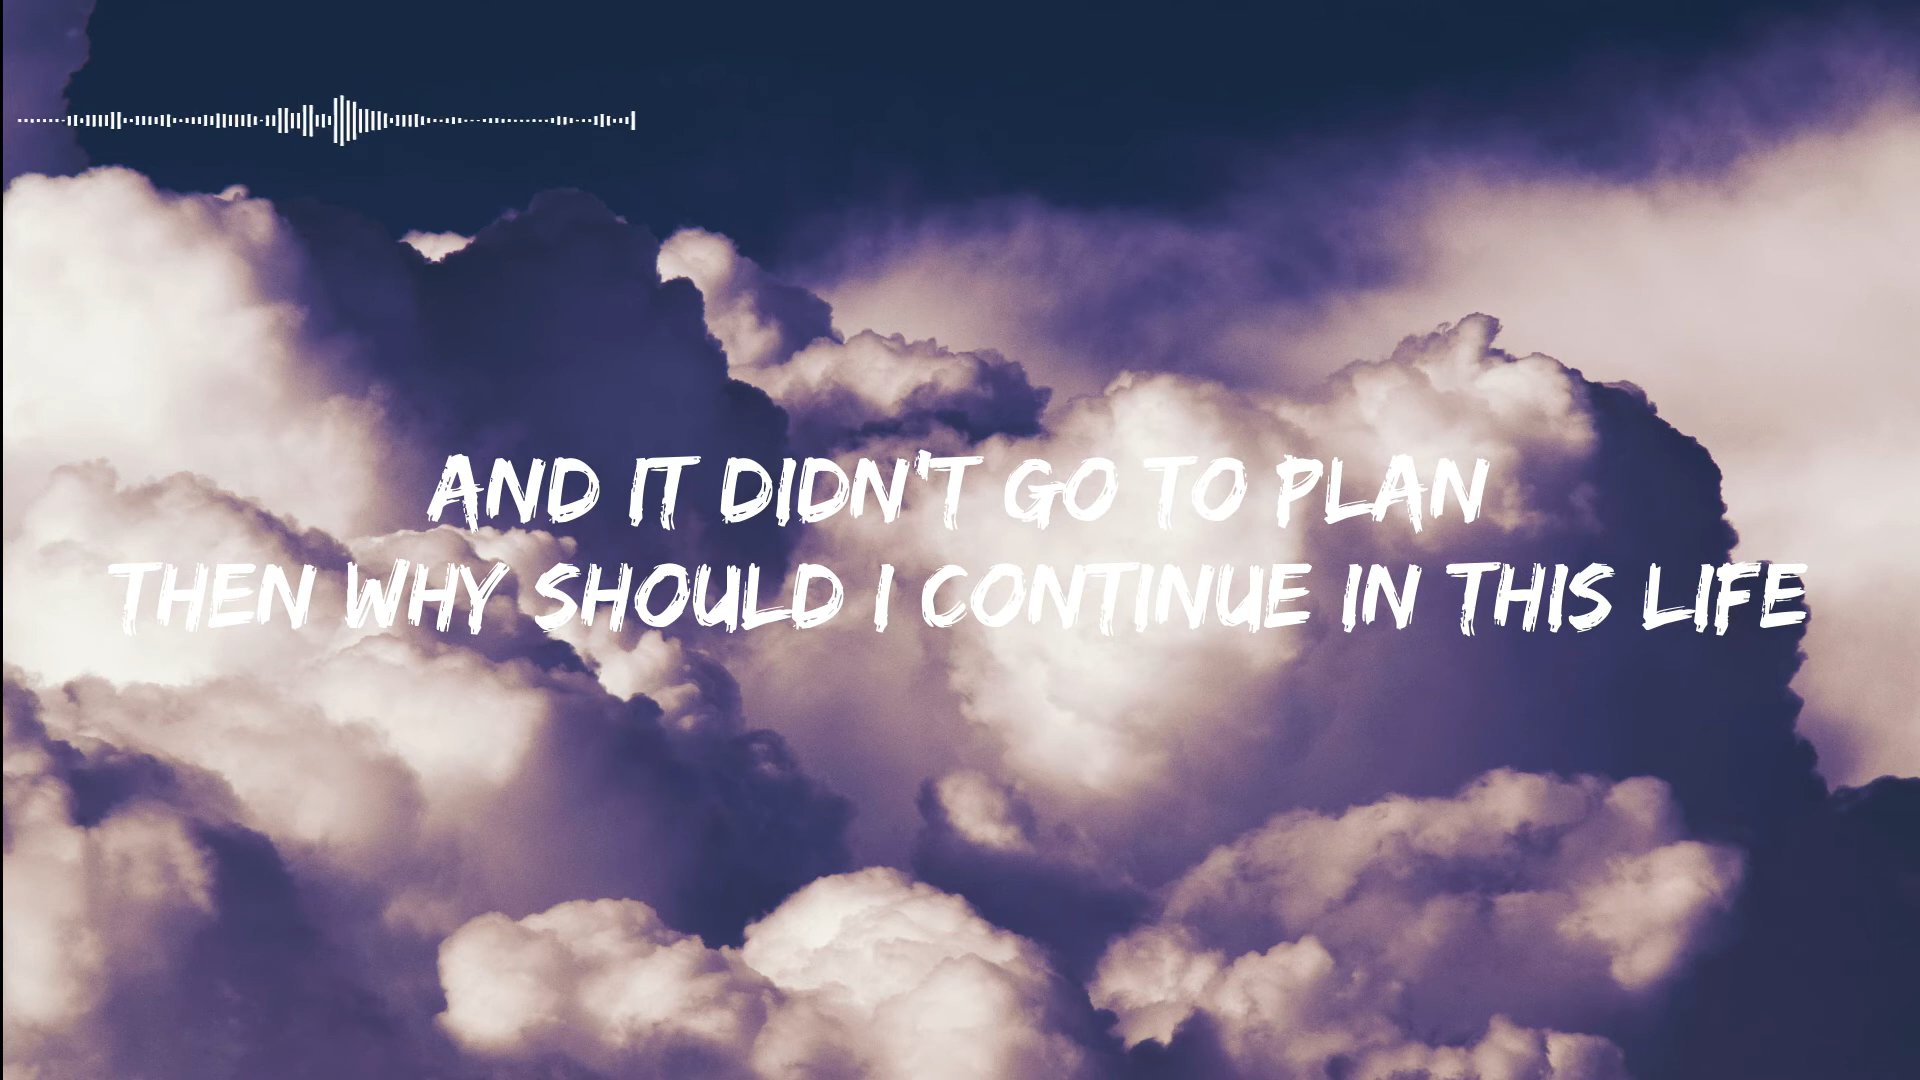 AND IT DIDN'T GO TO PLAN
THEN WHY SHOULD I CONTINUE IN THIS LIFE